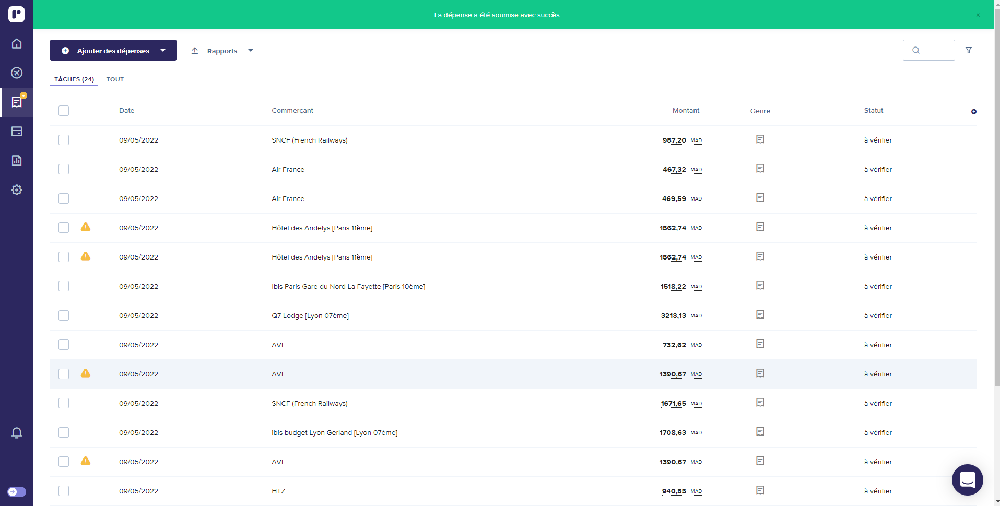 La dépense a été soumise avec succès ×
Ajouter des dépenses Rapports
TÂCHES (24) TOUT
Date Commerçant Montant Genre Statut
09/05/2022 SNCF (French Railways) 987,20 MAD à vérifier
09/05/2022 Air France 467,32 MAD à vérifier
09/05/2022 Air France 469,59 MAD à vérifier
09/05/2022 Hôtel des Andelys [Paris 11ème] 1562,74 MAD à vérifier
09/05/2022 Hôtel des Andelys [Paris 11ème] 1562,74 MAD à vérifier
09/05/2022 Ibis Paris Gare du Nord La Fayette [Paris 10ème] 1518,22 MAD à vérifier
09/05/2022 Q7 Lodge [Lyon 07ème] 3213,13 MAD à vérifier
09/05/2022 AVI 732,62 MAD à vérifier
09/05/2022 AVI 1390,67 MAD à vérifier
09/05/2022 SNCF (French Railways) 1671,65 MAD à vérifier
09/05/2022 ibis budget Lyon Gerland [Lyon 07ème] 1708,63 MAD à vérifier
09/05/2022 AVI 1390,67 MAD à vérifier
09/05/2022 HTZ 940,55 MAD à vérifier